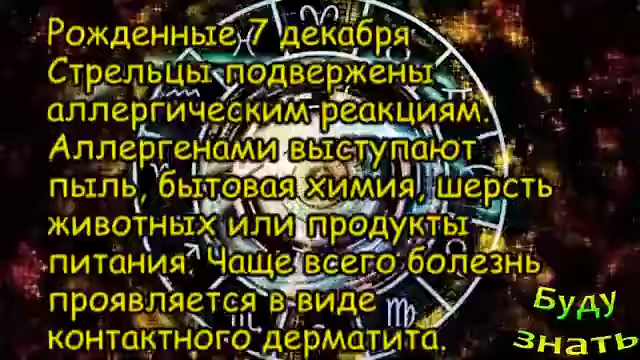 Рожденные 7 декабря
Стрельцы подвержены
аллергическим реакциям.
Аллергенами выступают
пыль, бытовая химия, шерсть
животных или продукты
питания. Чаще всего болезнь
проявляется в виде
контактного дерматита.
Буду
знать